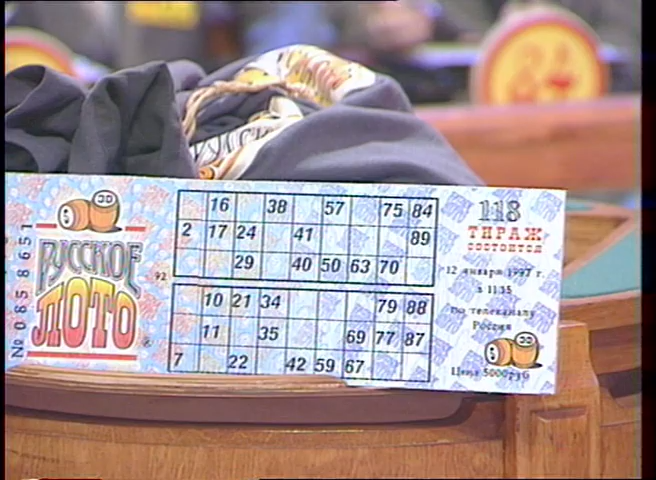 РУССКОЕ
ЛОТО
№ 0858651
92
16 38 57 75 84
2 17 24 41 89
29 40 50 63 70
10 21 34 79 88
11 35 69 77 87
7 22 42 59 67
118
ТИРАЖ
СОСТОИТСЯ
12 января 1997 г.
в 11:35
по телеканалу
Россия
Цена 5000 руб